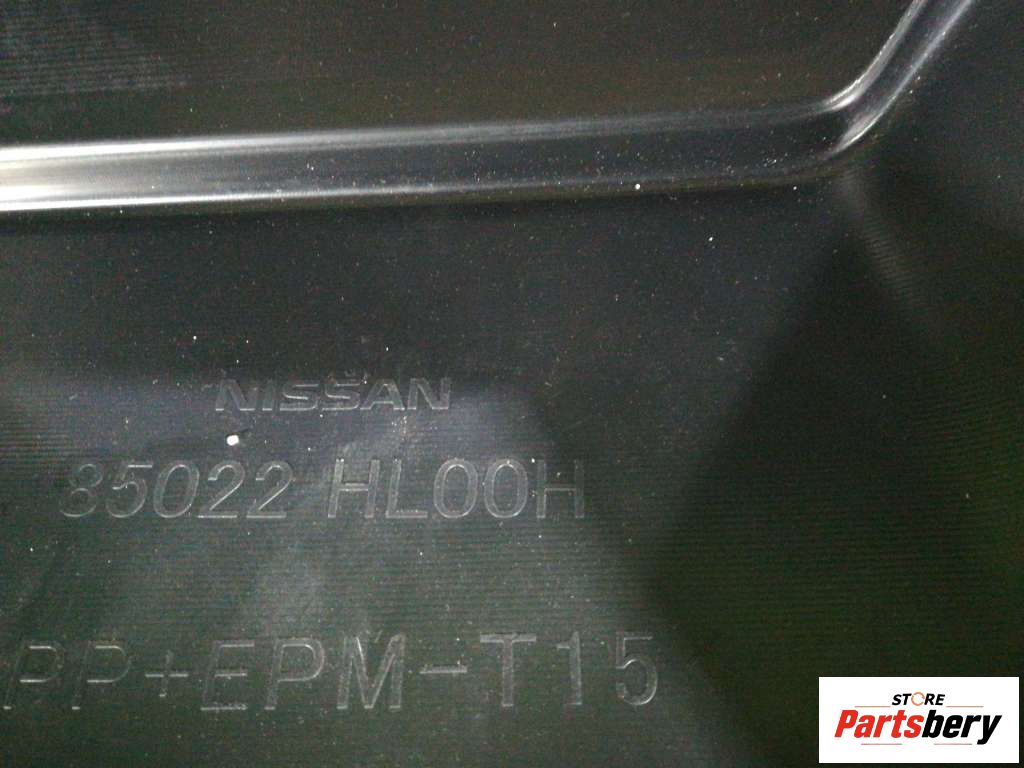 NISSAN
85022 HL00H
PP+EPM-T15
STORE
Partsbery